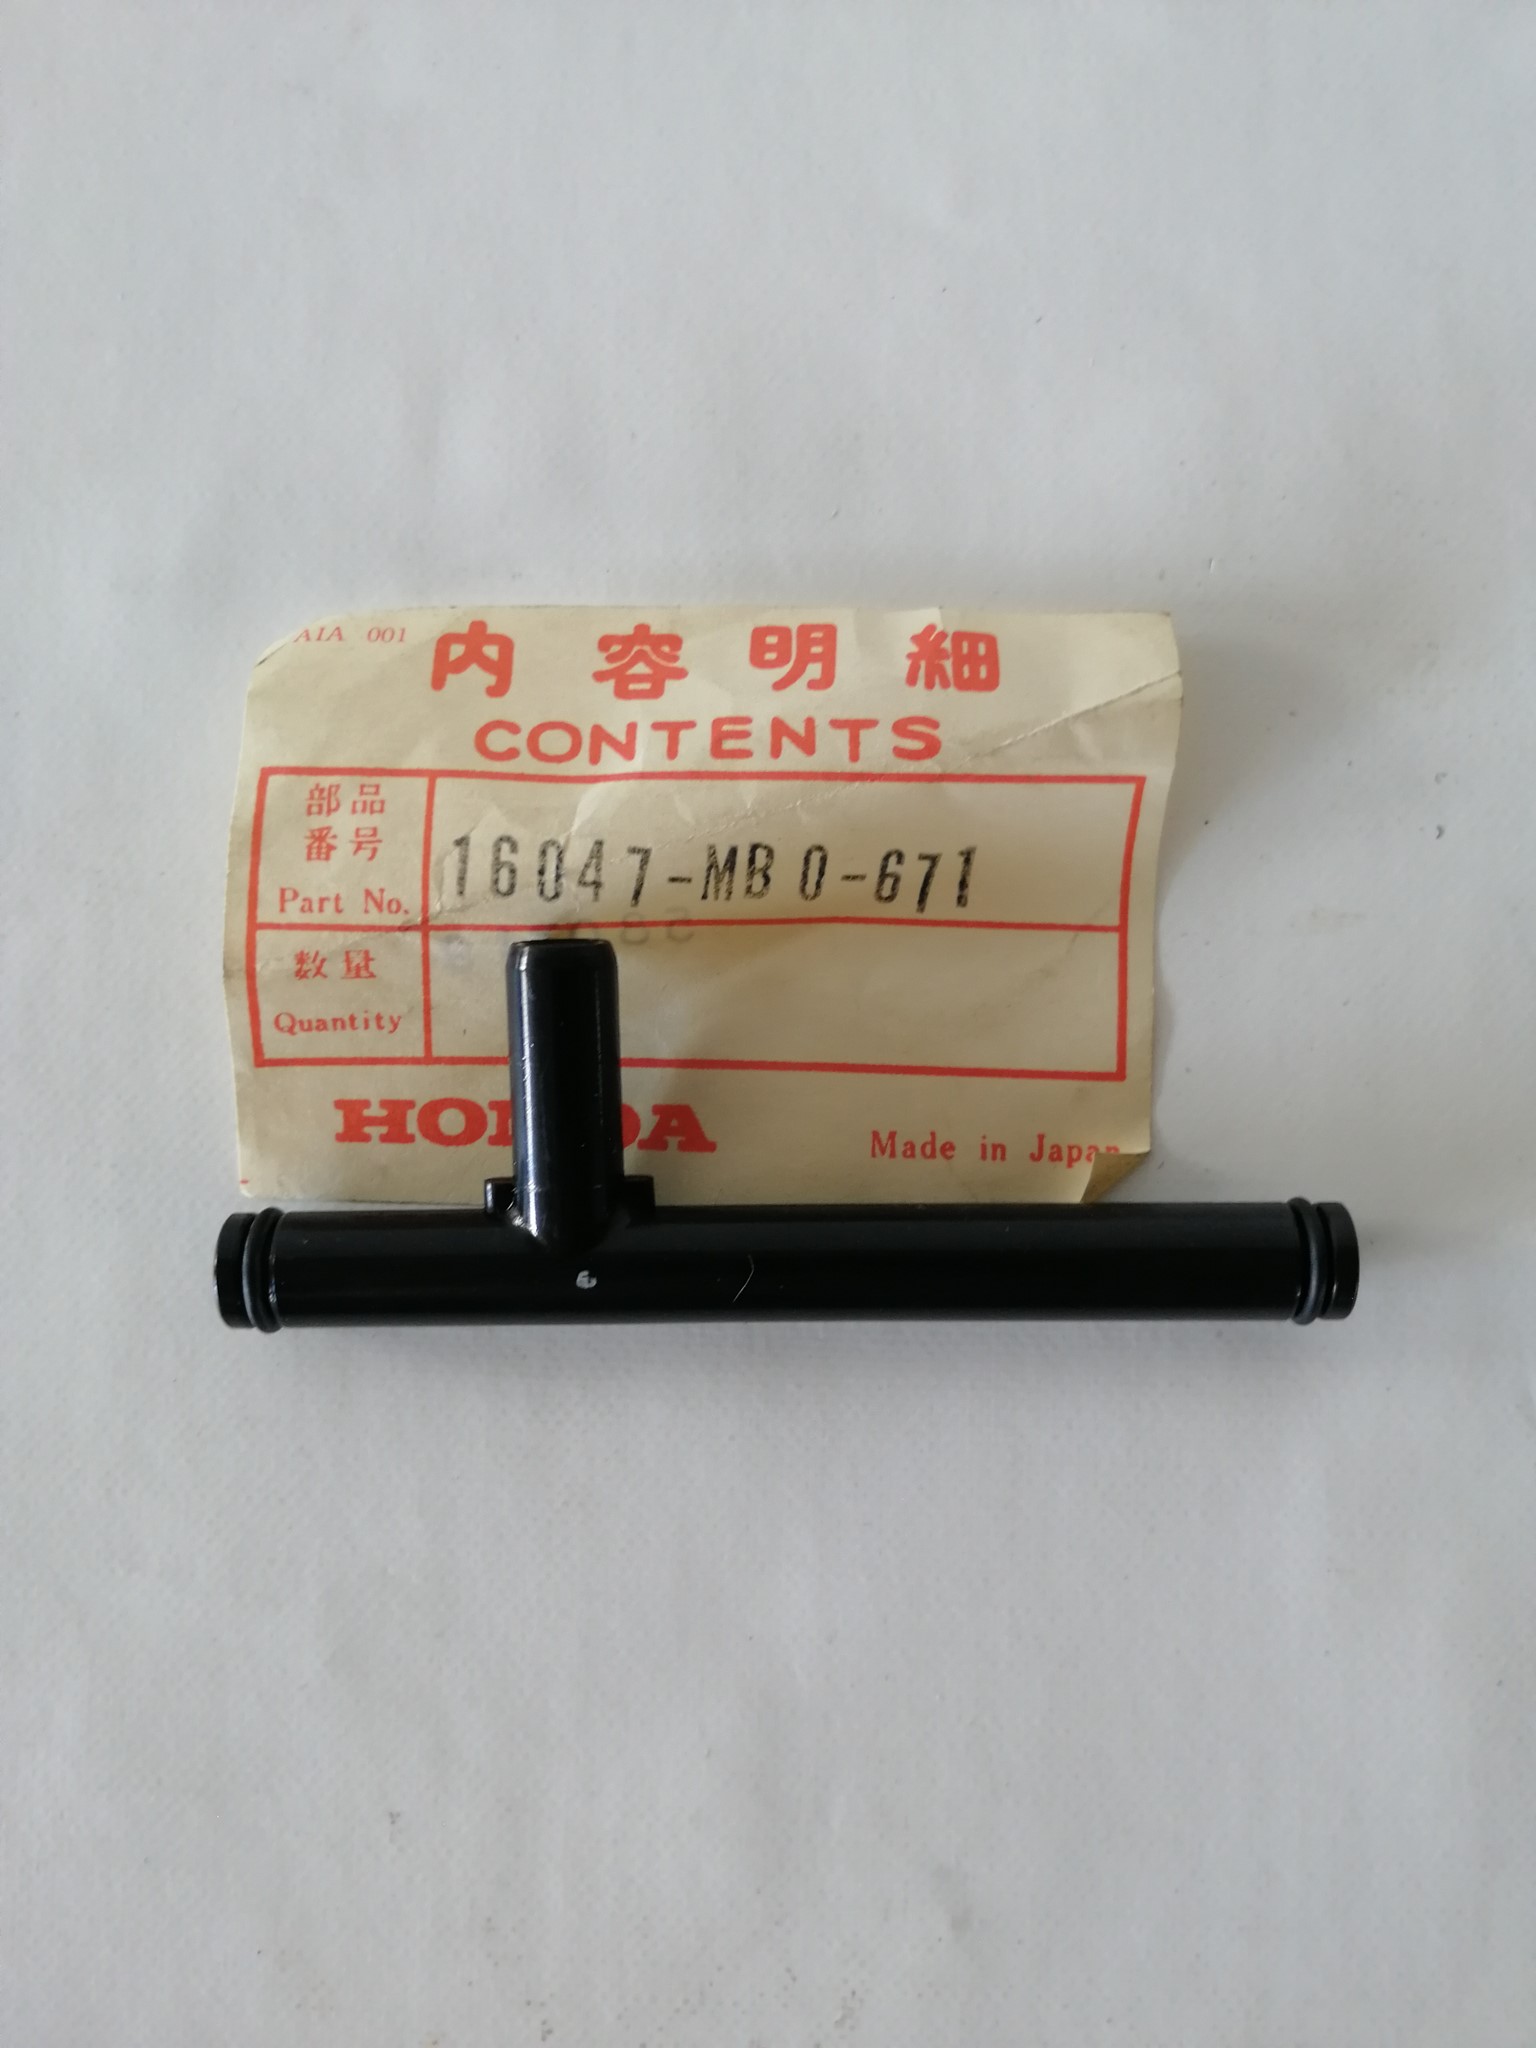 AIA 001
内容明細
CONTENTS
部品
番号
Part No.
16047-MB0-671
数量
Quantity
HONDA
Made in Japan